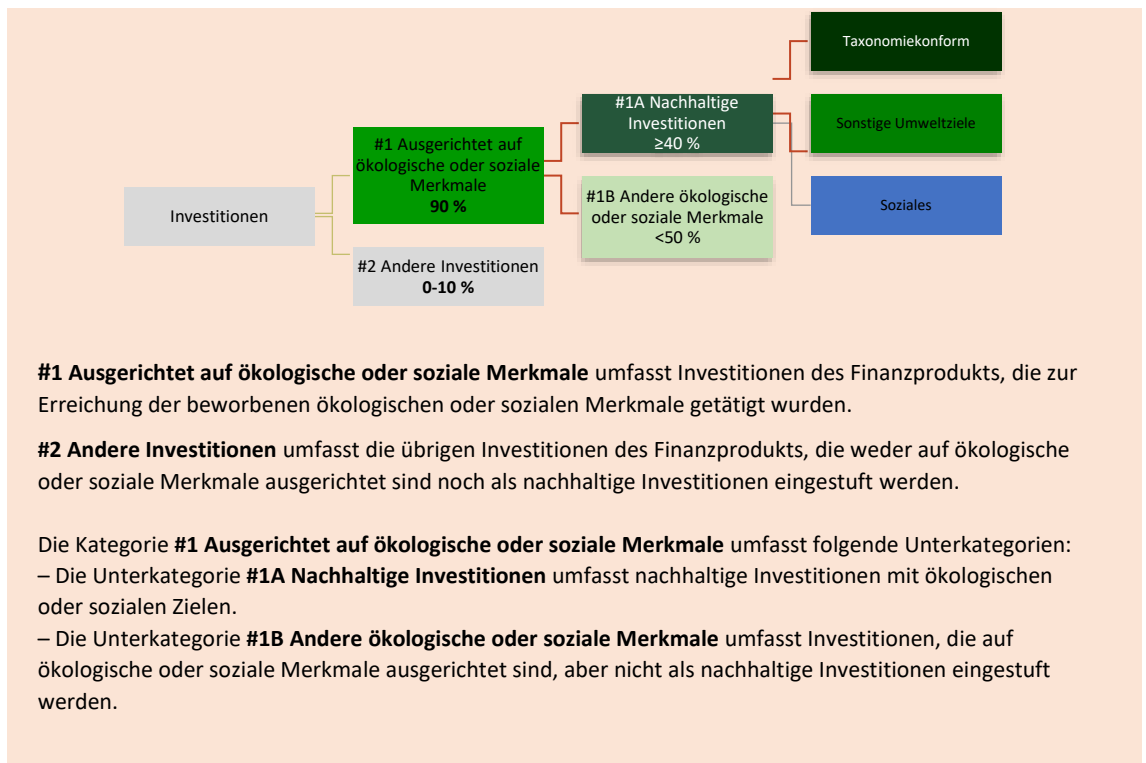 Taxonomiekonform
#1A Nachhaltige
Investitionen
≥40 %
Sonstige Umweltziele
#1 Ausgerichtet auf
ökologische oder soziale
Merkmale
90 %
#1B Andere ökologische
oder soziale Merkmale
<50 %
Soziales
Investitionen
#2 Andere Investitionen
0-10 %
#1 Ausgerichtet auf ökologische oder soziale Merkmale umfasst Investitionen des Finanzprodukts, die zur
Erreichung der beworbenen ökologischen oder sozialen Merkmale getätigt wurden.
#2 Andere Investitionen umfasst die übrigen Investitionen des Finanzprodukts, die weder auf ökologische
oder soziale Merkmale ausgerichtet sind noch als nachhaltige Investitionen eingestuft werden.
Die Kategorie #1 Ausgerichtet auf ökologische oder soziale Merkmale umfasst folgende Unterkategorien:
– Die Unterkategorie #1A Nachhaltige Investitionen umfasst nachhaltige Investitionen mit ökologischen
oder sozialen Zielen.
– Die Unterkategorie #1B Andere ökologische oder soziale Merkmale umfasst Investitionen, die auf
ökologische oder soziale Merkmale ausgerichtet sind, aber nicht als nachhaltige Investitionen eingestuft
werden.